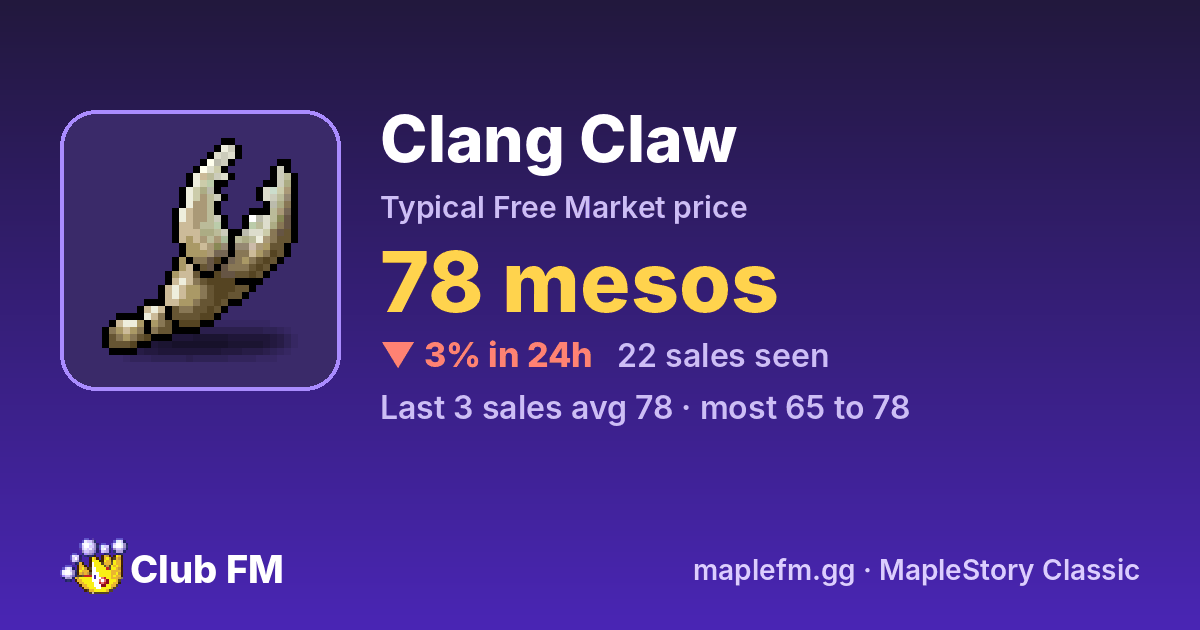 Clang Claw
Typical Free Market price
78 mesos
▼ 3% in 24h 22 sales seen
Last 3 sales avg 78 · most 65 to 78
Club FM
maplefm.gg · MapleStory Classic